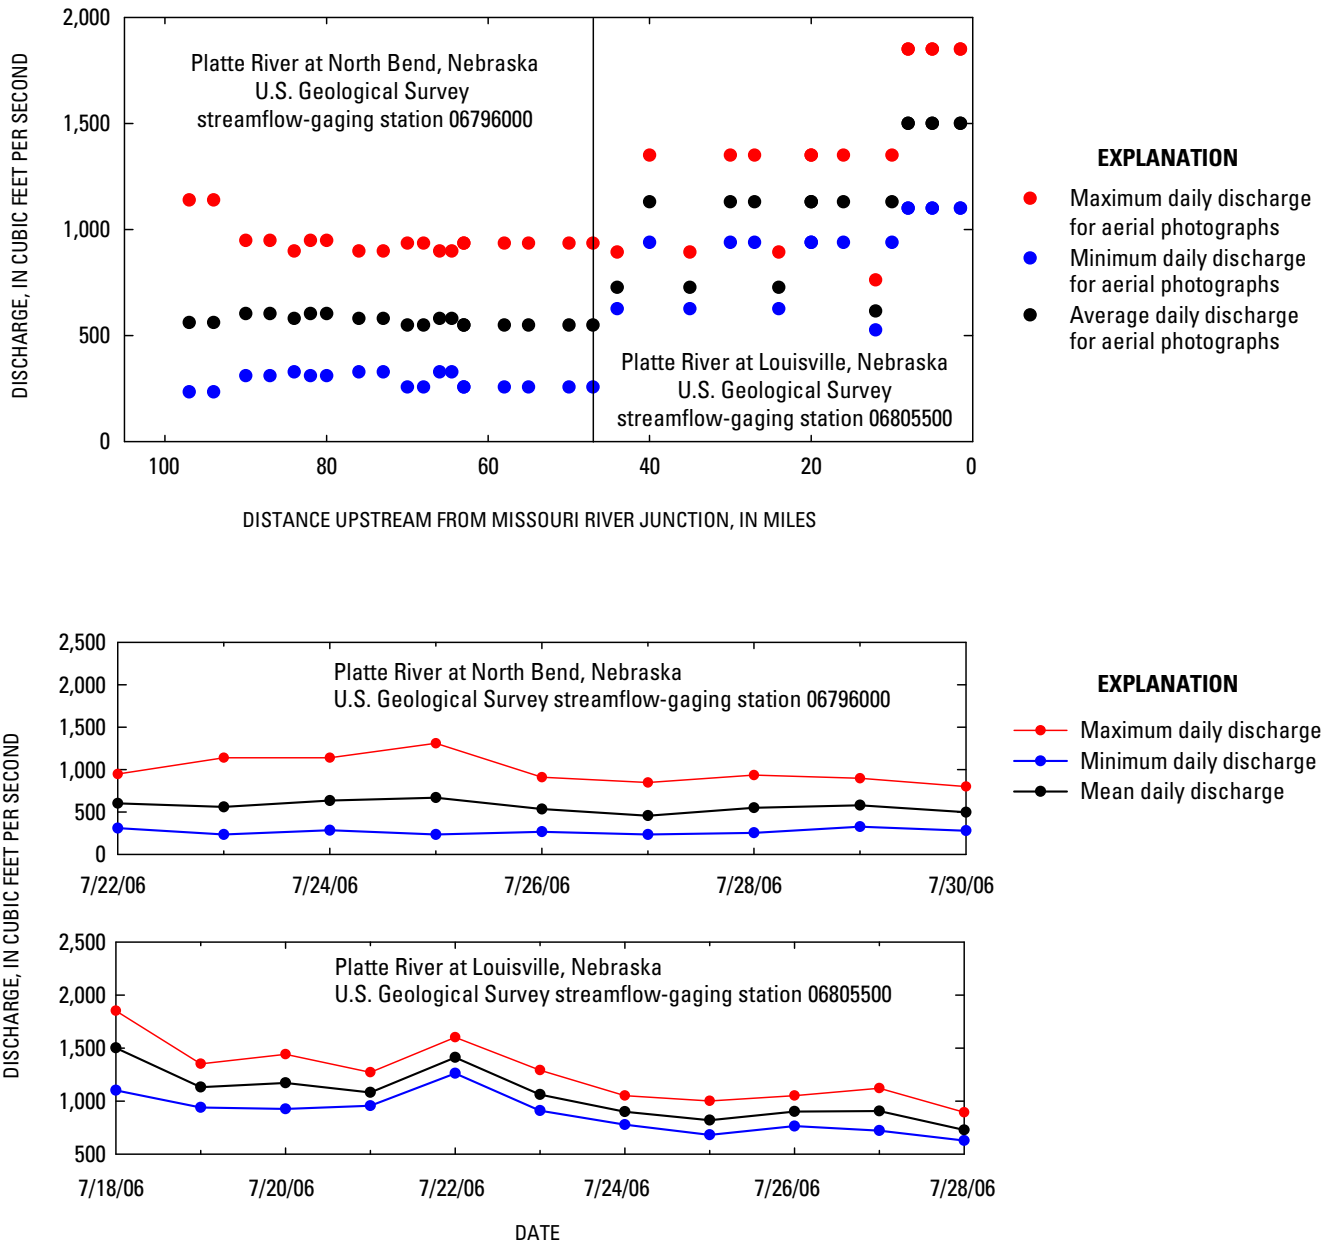 DISCHARGE, IN CUBIC FEET PER SECOND
2,000
1,500
1,000
500
0
Platte River at North Bend, Nebraska
U.S. Geological Survey
streamflow-gaging station 06796000
Platte River at Louisville, Nebraska
U.S. Geological Survey
streamflow-gaging station 06805500
100
80
60
40
20
0
DISTANCE UPSTREAM FROM MISSOURI RIVER JUNCTION, IN MILES
EXPLANATION
Maximum daily discharge
for aerial photographs
Minimum daily discharge
for aerial photographs
Average daily discharge
for aerial photographs
DISCHARGE, IN CUBIC FEET PER SECOND
2,500
2,000
1,500
1,000
500
0
Platte River at North Bend, Nebraska
U.S. Geological Survey streamflow-gaging station 06796000
7/22/06
7/24/06
7/26/06
7/28/06
7/30/06
EXPLANATION
Maximum daily discharge
Minimum daily discharge
Mean daily discharge
2,500
2,000
1,500
1,000
500
Platte River at Louisville, Nebraska
U.S. Geological Survey streamflow-gaging station 06805500
7/18/06
7/20/06
7/22/06
7/24/06
7/26/06
7/28/06
DATE